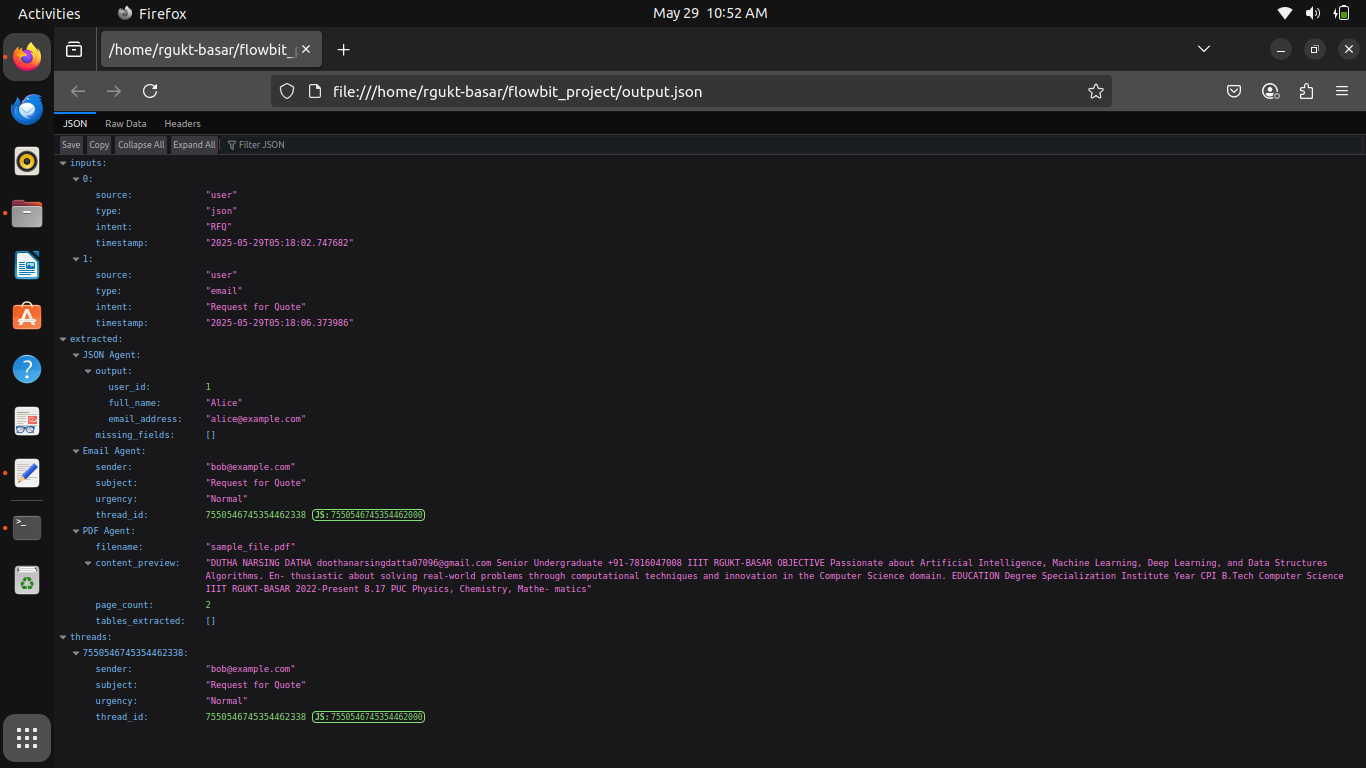 Activities Firefox May 29 10:52 AM
/home/rgukt-basar/flowbit_
file:///home/rgukt-basar/flowbit_project/output.json
JSON Raw Data Headers
Save Copy Collapse All Expand All Filter JSON
inputs:
0:
source: "user"
type: "json"
intent: "RFQ"
timestamp: "2025-05-29T05:18:02.747682"
1:
source: "user"
type: "email"
intent: "Request for Quote"
timestamp: "2025-05-29T05:18:06.373986"
extracted:
JSON Agent:
output:
user_id: 1
full_name: "Alice"
email_address: "alice@example.com"
missing_fields: []
Email Agent:
sender: "bob@example.com"
subject: "Request for Quote"
urgency: "Normal"
thread_id: 7550546745354462338 JS:7550546745354462000
PDF Agent:
filename: "sample_file.pdf"
content_preview: "DUTHA NARSING DATHA doothanarsingdatta07096@gmail.com Senior Undergraduate +91-7816047008 IIIT RGUKT-BASAR OBJECTIVE Passionate about Artificial Intelligence, Machine Learning, Deep Learning, and Data Structures
Algorithms. En- thusiastic about solving real-world problems through computational techniques and innovation in the Computer Science domain. EDUCATION Degree Specialization Institute Year CPI B.Tech Computer Science
IIIT RGUKT-BASAR 2022-Present 8.17 PUC Physics, Chemistry, Mathe- matics"
page_count: 2
tables_extracted: []
threads:
7550546745354462338:
sender: "bob@example.com"
subject: "Request for Quote"
urgency: "Normal"
thread_id: 7550546745354462338 JS:7550546745354462000